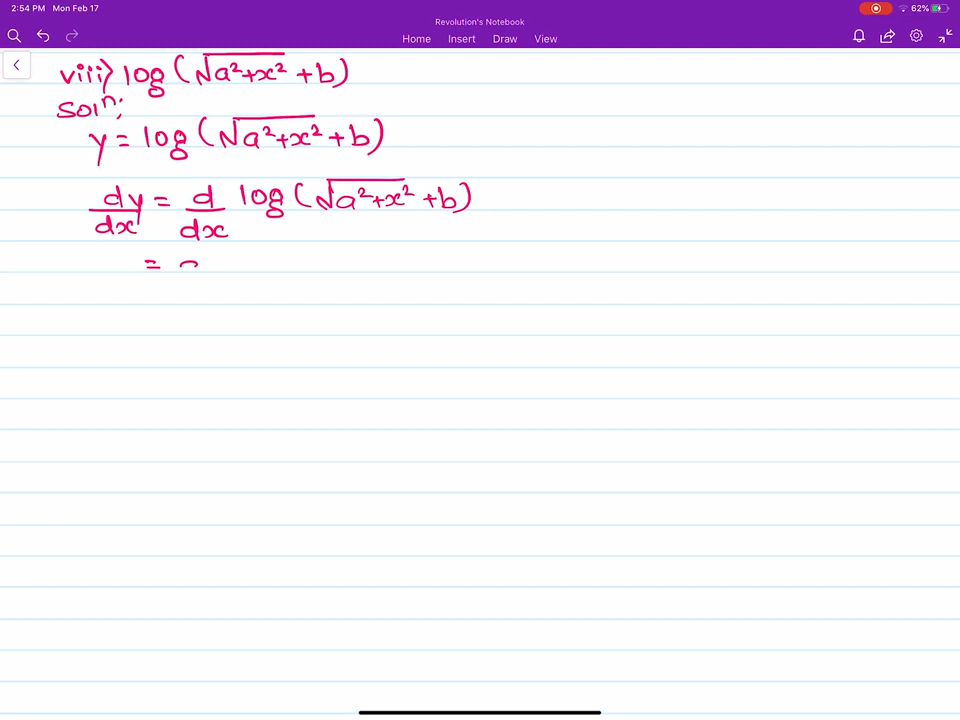 2:54 PM Mon Feb 17
62%
Revolution's Notebook
Home Insert Draw View
viii) log(√a²+x² + b)
Solⁿ:
y = log(√a²+x² + b)
dy/dx = d/dx log(√a²+x² + b)
=